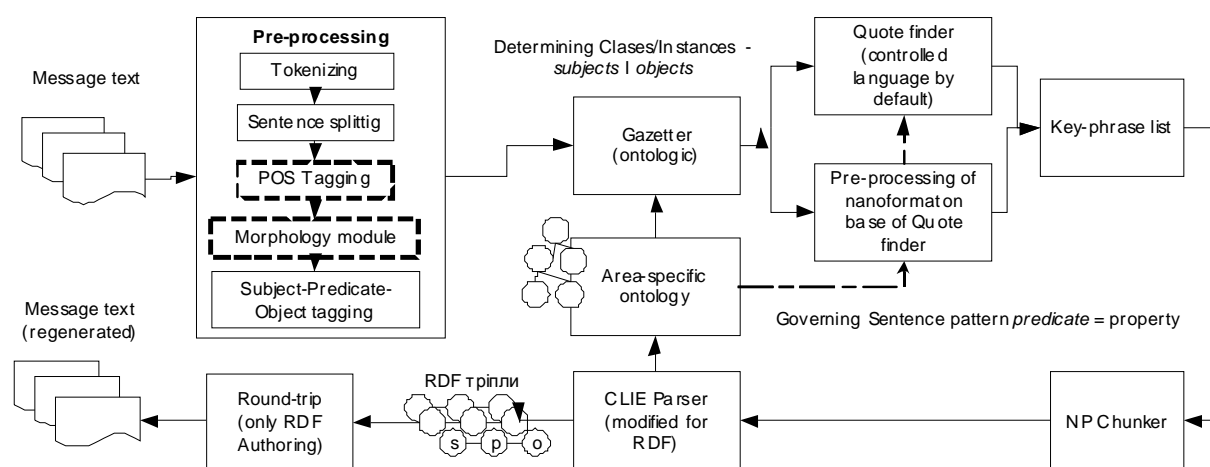 Message text
Pre-processing
Tokenizing
Sentence splittig
POS Tagging
Morphology module
Subject-Predicate-
Object tagging
Determining Clases/Instances -
subjects I objects
Gazetter
(ontologic)
Quote finder
(controlled
language by
default)
Key-phrase list
Pre-processing of
nanoformation
base of Quote
finder
Area-specific
ontology
Governing Sentence pattern predicate = property
Message text
(regenerated)
Round-trip
(only RDF
Authoring)
RDF тріпли
s p o
CLIE Parser
(modified for
RDF)
NP Chunker